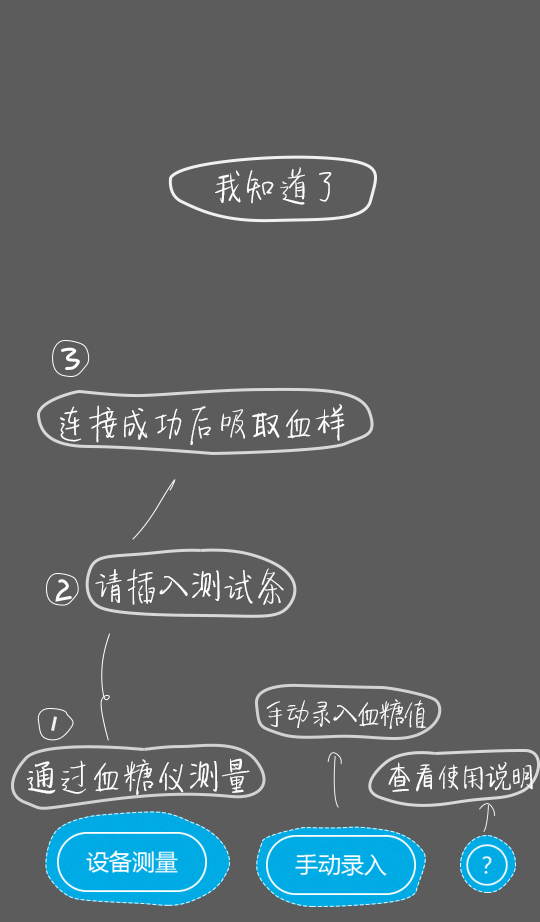 我知道了
3
连接成功后吸取血样
2
请插入测试条
手动录入血糖值
1
通过血糖仪测量
查看使用说明
设备测量
手动录入
?